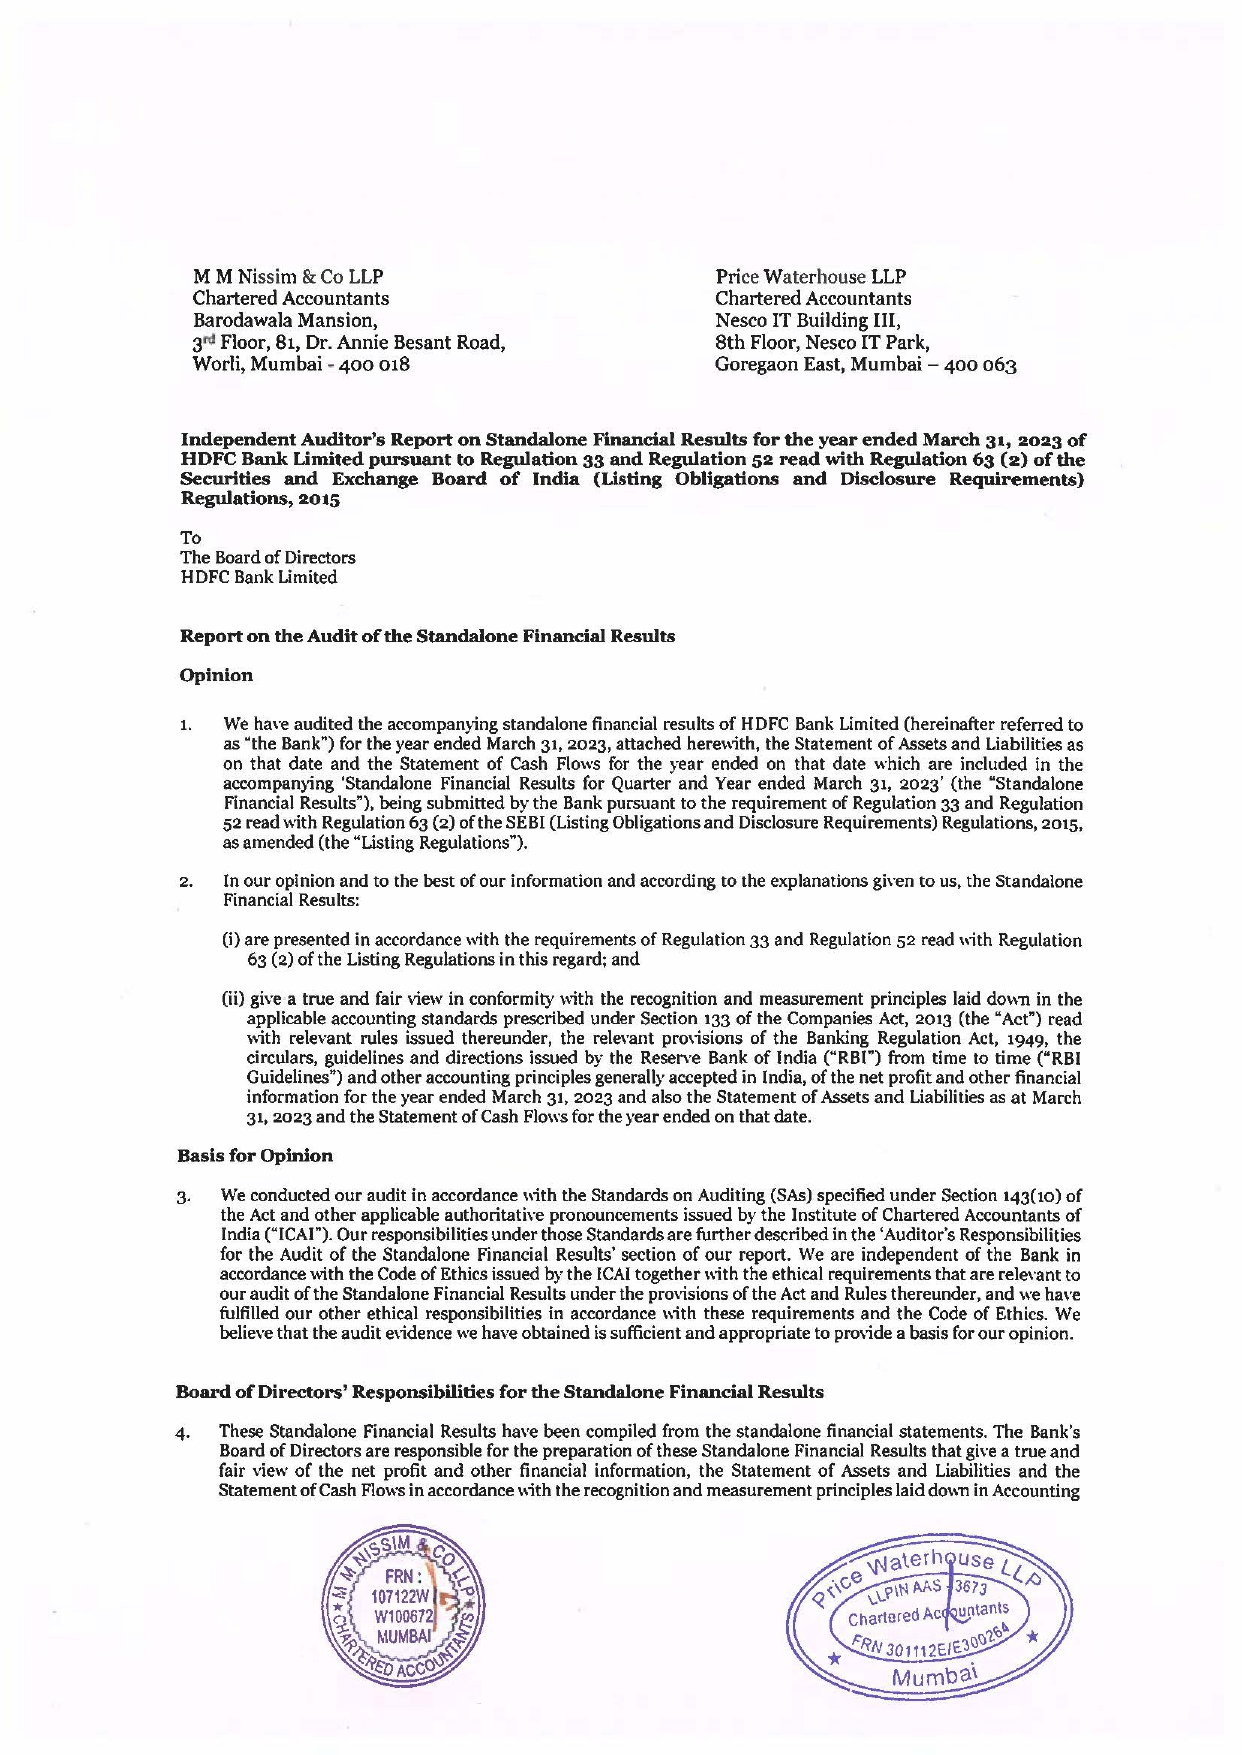 M M Nissim & Co LLP
Chartered Accountants
Barodawala Mansion,
3rd Floor, 81, Dr. Annie Besant Road,
Worli, Mumbai - 400 018
Price Waterhouse LLP
Chartered Accountants
Nesco IT Building III,
8th Floor, Nesco IT Park,
Goregaon East, Mumbai – 400 063
Independent Auditor's Report on Standalone Financial Results for the year ended March 31, 2023 of
HDFC Bank Limited pursuant to Regulation 33 and Regulation 52 read with Regulation 63 (2) of the
Securities and Exchange Board of India (Listing Obligations and Disclosure Requirements)
Regulations, 2015
To
The Board of Directors
HDFC Bank Limited
Report on the Audit of the Standalone Financial Results
Opinion
1. We have audited the accompanying standalone financial results of HDFC Bank Limited (hereinafter referred to
as “the Bank”) for the year ended March 31, 2023, attached herewith, the Statement of Assets and Liabilities as
on that date and the Statement of Cash Flows for the year ended on that date which are included in the
accompanying 'Standalone Financial Results for Quarter and Year ended March 31, 2023' (the “Standalone
Financial Results”), being submitted by the Bank pursuant to the requirement of Regulation 33 and Regulation
52 read with Regulation 63 (2) of the SEBI (Listing Obligations and Disclosure Requirements) Regulations, 2015,
as amended (the “Listing Regulations”).
2. In our opinion and to the best of our information and according to the explanations given to us, the Standalone
Financial Results:
(i) are presented in accordance with the requirements of Regulation 33 and Regulation 52 read with Regulation
63 (2) of the Listing Regulations in this regard; and
(ii) give a true and fair view in conformity with the recognition and measurement principles laid down in the
applicable accounting standards prescribed under Section 133 of the Companies Act, 2013 (the “Act”) read
with relevant rules issued thereunder, the relevant provisions of the Banking Regulation Act, 1949, the
circulars, guidelines and directions issued by the Reserve Bank of India (“RBI”) from time to time (“RBI
Guidelines”) and other accounting principles generally accepted in India, of the net profit and other financial
information for the year ended March 31, 2023 and also the Statement of Assets and Liabilities as at March
31, 2023 and the Statement of Cash Flows for the year ended on that date.
Basis for Opinion
3. We conducted our audit in accordance with the Standards on Auditing (SAs) specified under Section 143(10) of
the Act and other applicable authoritative pronouncements issued by the Institute of Chartered Accountants of
India (“ICAI”). Our responsibilities under those Standards are further described in the 'Auditor's Responsibilities
for the Audit of the Standalone Financial Results' section of our report. We are independent of the Bank in
accordance with the Code of Ethics issued by the ICAI together with the ethical requirements that are relevant to
our audit of the Standalone Financial Results under the provisions of the Act and Rules thereunder, and we have
fulfilled our other ethical responsibilities in accordance with these requirements and the Code of Ethics. We
believe that the audit evidence we have obtained is sufficient and appropriate to provide a basis for our opinion.
Board of Directors' Responsibilities for the Standalone Financial Results
4. These Standalone Financial Results have been compiled from the standalone financial statements. The Bank's
Board of Directors are responsible for the preparation of these Standalone Financial Results that give a true and
fair view of the net profit and other financial information, the Statement of Assets and Liabilities and the
Statement of Cash Flows in accordance with the recognition and measurement principles laid down in Accounting
M M NISSIM & CO LLP
FRN :
107122W
W100672
MUMBAI
CHARTERED ACCOUNTANTS
Price Waterhouse LLP
LLPIN AAS 3673
Chartered Accountants
FRN 301112E/E300264
Mumbai